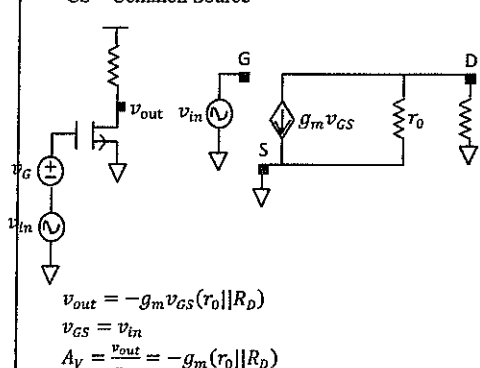 CS – Common Source
G
D
v_out
v_in
g_m v_GS
r_0
S
v_G
v_in
v_out = −g_m v_GS(r_0||R_D)
v_GS = v_in
A_V = v_out/ = −g_m(r_0||R_D)